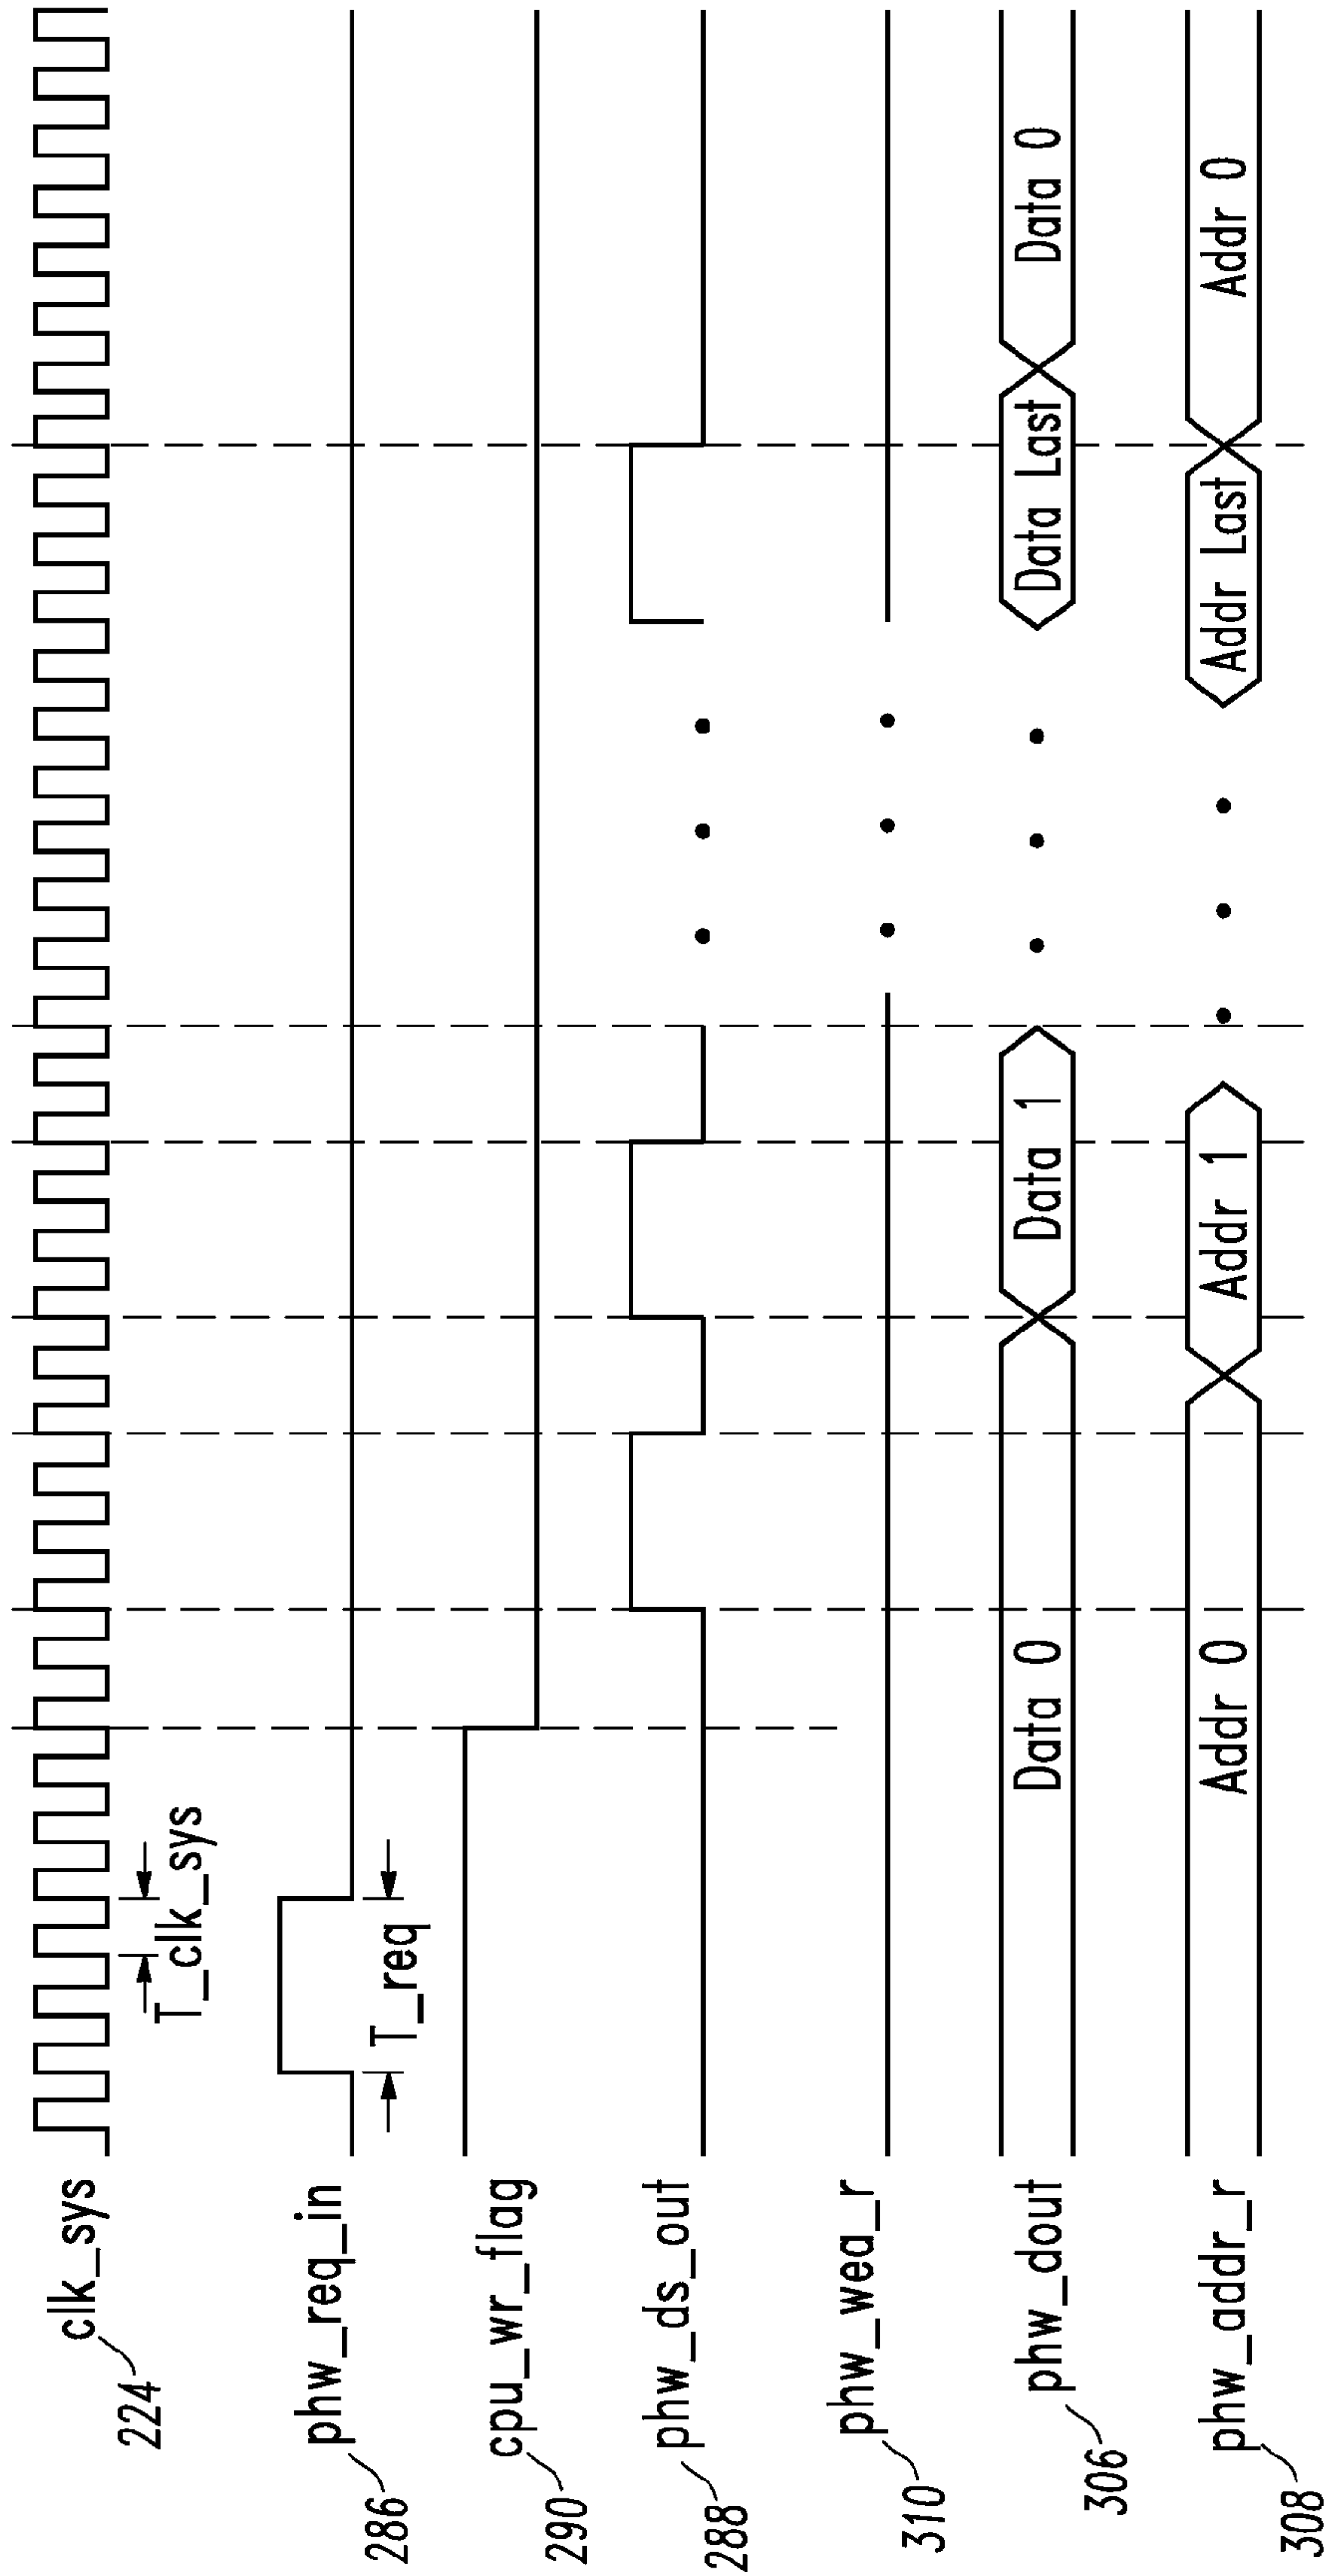 clk_sys
224
T_clk_sys
phw_req_in
286
T_req
cpu_wr_flag
290
phw_ds_out
288
phw_wea_r
310
phw_dout
306
Data 0
Data 1
Data Last
Data 0
phw_addr_r
308
Addr 0
Addr 1
Addr Last
Addr 0